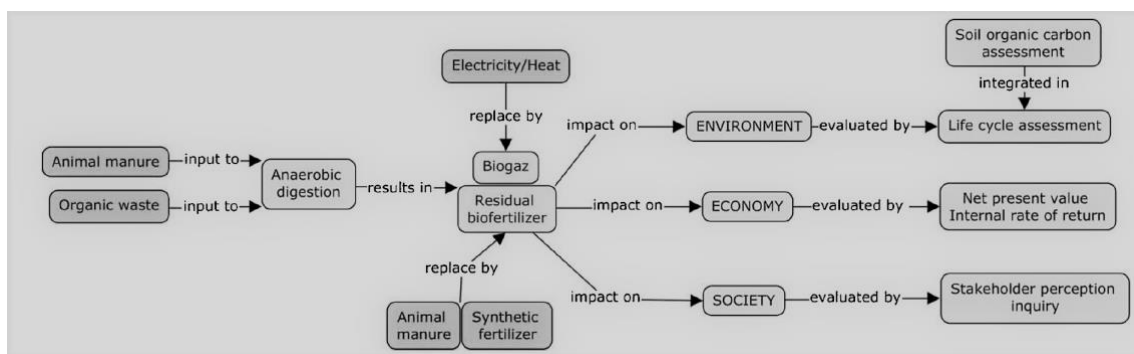 Soil organic carbon
assessment
Electricity/Heat
integrated in
replace by
impact on
ENVIRONMENT
evaluated by
Life cycle assessment
Animal manure
input to
Biogaz
Anaerobic
digestion
results in
Organic waste
input to
Residual
biofertilizer
impact on
ECONOMY
evaluated by
Net present value
Internal rate of return
replace by
impact on
SOCIETY
evaluated by
Stakeholder perception
inquiry
Animal
manure
Synthetic
fertilizer